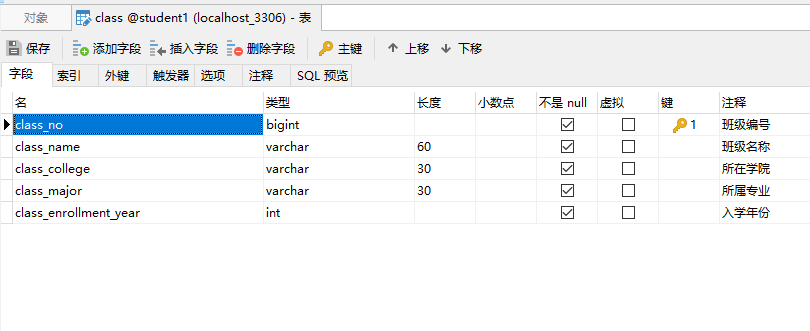 对象 class @student1 (localhost_3306) - 表
保存 添加字段 插入字段 删除字段 主键 上移 下移
字段 索引 外键 触发器 选项 注释 SQL 预览
名 类型 长度 小数点 不是 null 虚拟 键 注释
class_no bigint 1 班级编号
class_name varchar 60 班级名称
class_college varchar 30 所在学院
class_major varchar 30 所属专业
class_enrollment_year int 入学年份